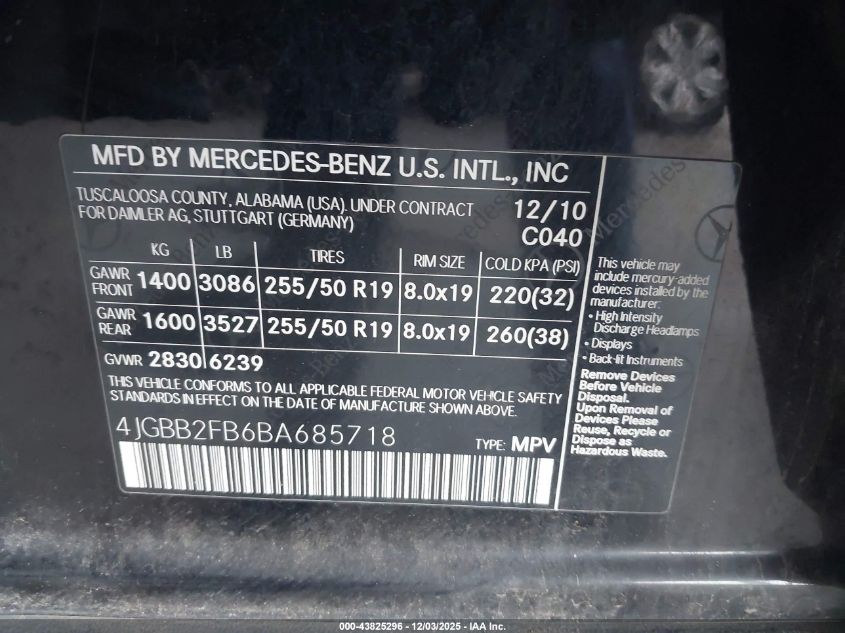 MFD BY MERCEDES-BENZ U.S. INTL., INC
TUSCALOOSA COUNTY, ALABAMA (USA). UNDER CONTRACT
FOR DAIMLER AG, STUTTGART (GERMANY)
12/10
C040
KG LB TIRES RIM SIZE COLD KPA (PSI)
GAWR FRONT 1400 3086 255/50 R19 8.0x19 220(32)
GAWR REAR 1600 3527 255/50 R19 8.0x19 260(38)
GVWR 2830 6239
THIS VEHICLE CONFORMS TO ALL APPLICABLE FEDERAL MOTOR VEHICLE SAFETY
STANDARDS IN EFFECT ON THE DATE OF MANUFACTURE SHOWN ABOVE.
4JGBB2FB6BA685718 TYPE: MPV
This vehicle may
include mercury-added
devices installed by the
manufacturer:
• High Intensity
Discharge Headlamps
• Displays
• Back-lit Instruments
Remove Devices
Before Vehicle
Disposal.
Upon Removal of
Devices Please
Reuse, Recycle or
Dispose as
Hazardous Waste.
000-43825296 - 12/03/2025 - IAA Inc.